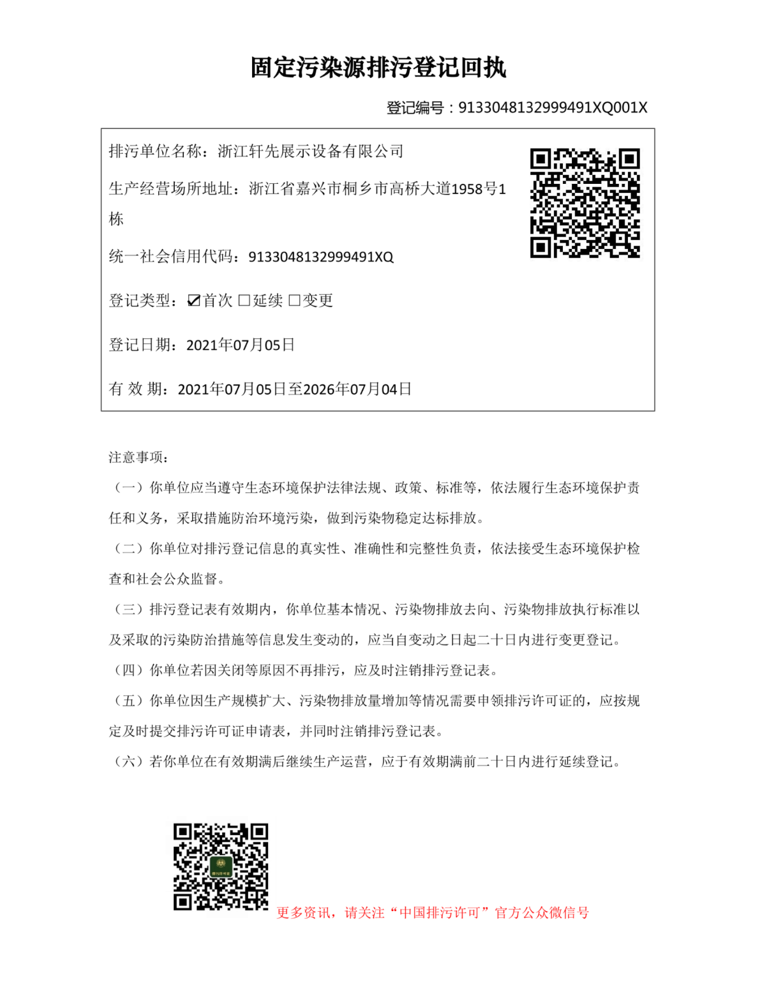 固定污染源排污登记回执
登记编号：9133048132999491XQ001X
排污单位名称：浙江轩先展示设备有限公司
生产经营场所地址：浙江省嘉兴市桐乡市高桥大道1958号1
栋
统一社会信用代码：9133048132999491XQ
登记类型：☑首次 □延续 □变更
登记日期：2021年07月05日
有 效 期：2021年07月05日至2026年07月04日
注意事项：
（一）你单位应当遵守生态环境保护法律法规、政策、标准等，依法履行生态环境保护责
任和义务，采取措施防治环境污染，做到污染物稳定达标排放。
（二）你单位对排污登记信息的真实性、准确性和完整性负责，依法接受生态环境保护检
查和社会公众监督。
（三）排污登记表有效期内，你单位基本情况、污染物排放去向、污染物排放执行标准以
及采取的污染防治措施等信息发生变动的，应当自变动之日起二十日内进行变更登记。
（四）你单位若因关闭等原因不再排污，应及时注销排污登记表。
（五）你单位因生产规模扩大、污染物排放量增加等情况需要申领排污许可证的，应按规
定及时提交排污许可证申请表，并同时注销排污登记表。
（六）若你单位在有效期满后继续生产运营，应于有效期满前二十日内进行延续登记。
排污许可证
更多资讯，请关注“中国排污许可”官方公众微信号